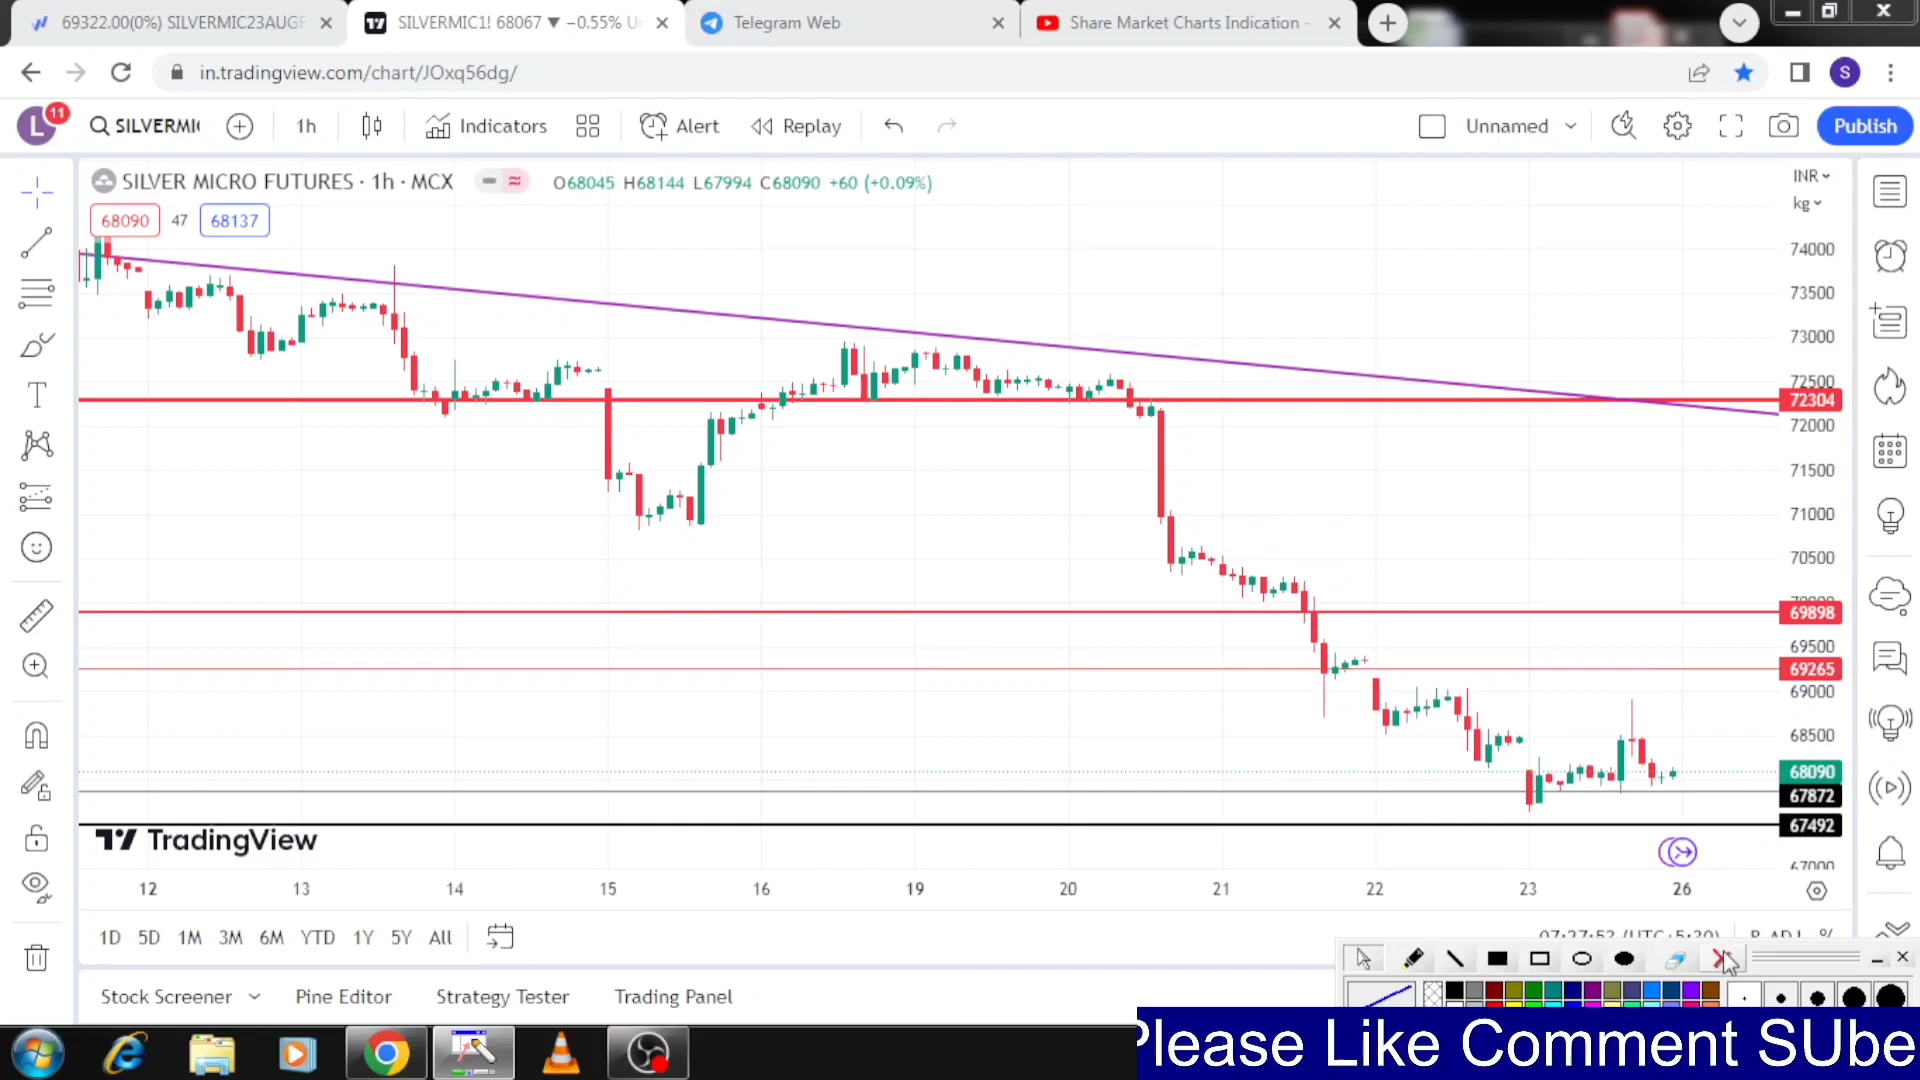 69322.00(0%) SILVERMIC23AUGF
SILVERMIC1! 68067 ▼ −0.55% Un
Telegram Web
Share Market Charts Indication -
in.tradingview.com/chart/JOxq56dg/
S
L
11
SILVERMIC
1h
Indicators
Alert
Replay
Unnamed
Publish
SILVER MICRO FUTURES · 1h · MCX
O68045 H68144 L67994 C68090 +60 (+0.09%)
68090
47
68137
INR
kg
74000
73500
73000
72500
72304
72000
71500
71000
70500
69898
69500
69265
69000
68500
68090
67872
67492
67000
TradingView
12
13
14
15
16
19
20
21
22
23
26
1D
5D
1M
3M
6M
YTD
1Y
5Y
All
Stock Screener
Pine Editor
Strategy Tester
Trading Panel
Please Like Comment SUbe